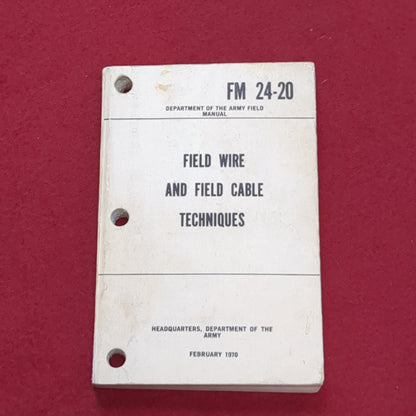 FM 24-20
DEPARTMENT OF THE ARMY FIELD
MANUAL
FIELD WIRE
AND FIELD CABLE
TECHNIQUES
HEADQUARTERS, DEPARTMENT OF THE
ARMY
FEBRUARY 1970